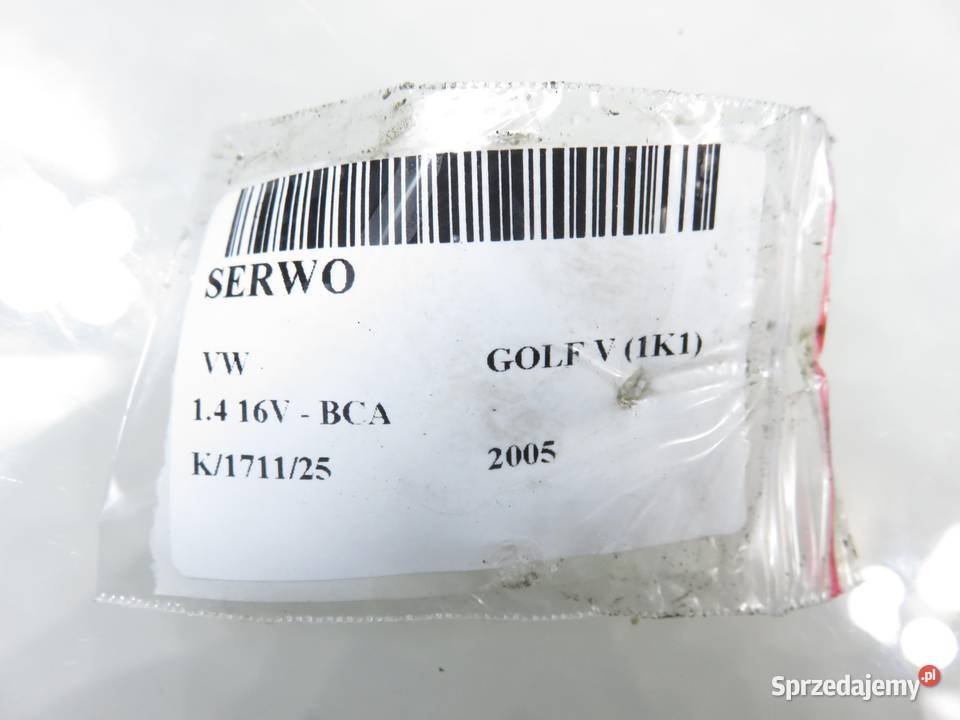 SERWO
VW GOLF V (1K1)
1.4 16V - BCA
K/1711/25 2005
Sprzedajemy.pl